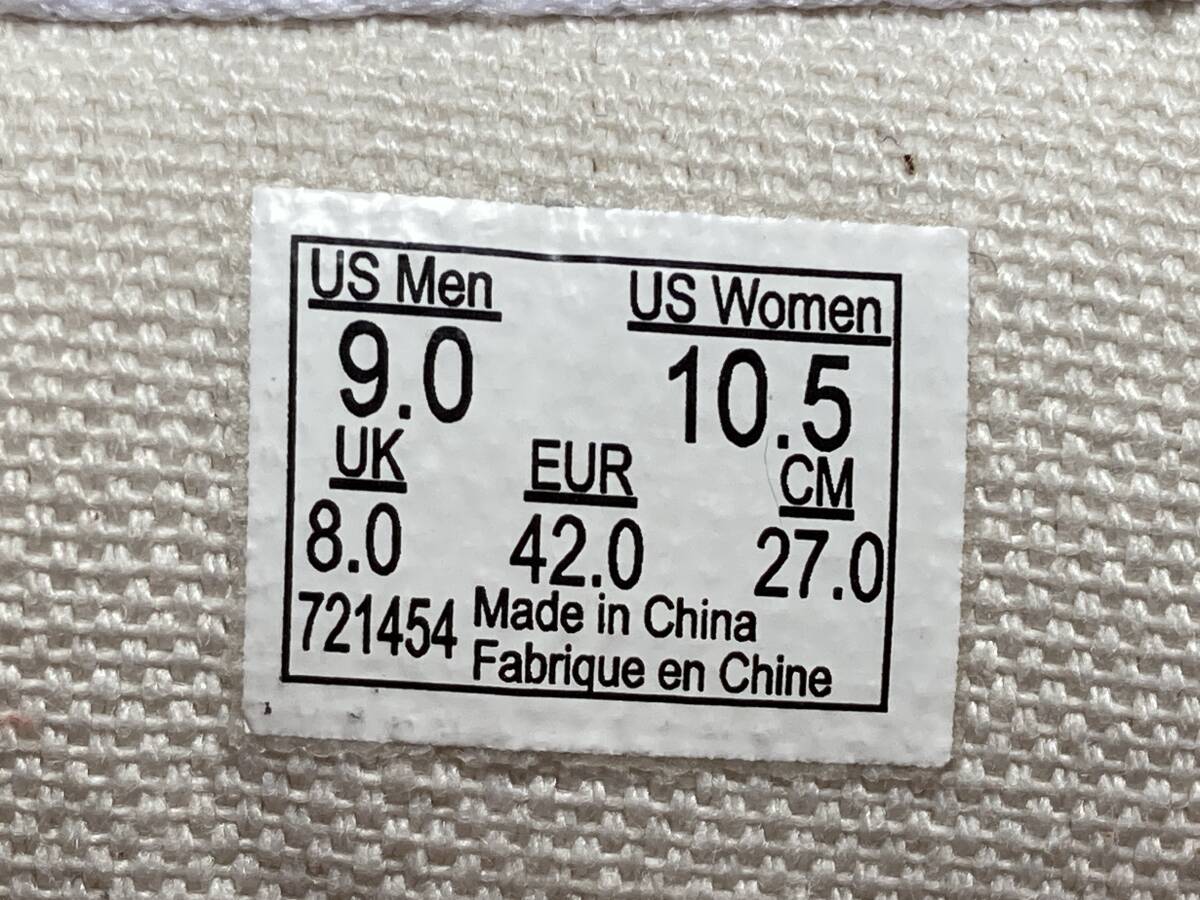 US Men US Women
9.0 10.5
UK EUR CM
8.0 42.0 27.0
721454 Made in China
Fabrique en Chine